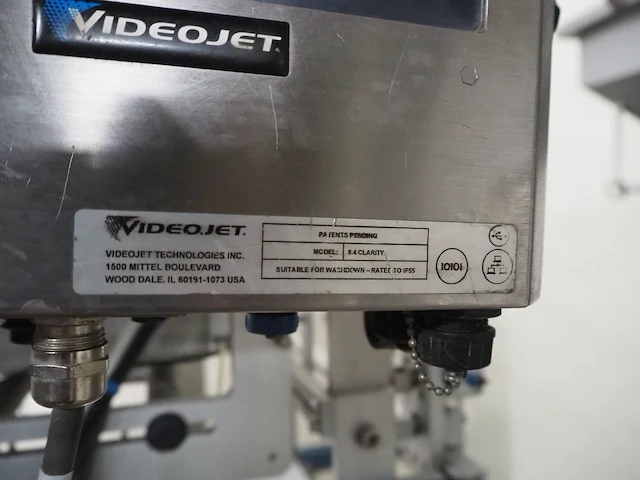 VIDEOJET.
VIDEOJET.
VIDEOJET TECHNOLOGIES INC.
1500 MITTEL BOULEVARD
WOOD DALE, IL 60191-1073 USA
PATENTS PENDING
MODEL: 8.4 CLARITY
SUITABLE FOR WASHDOWN – RATED TO IP55
IOIOI